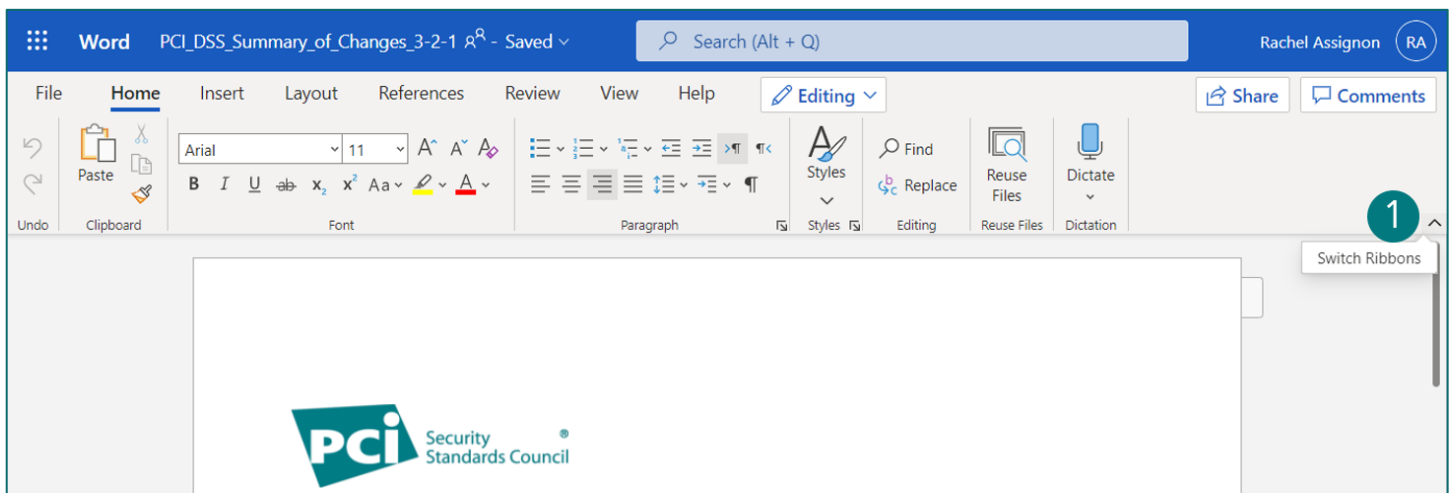 Word PCI_DSS_Summary_of_Changes_3-2-1 - Saved Search (Alt + Q) Rachel Assignon RA
File Home Insert Layout References Review View Help Editing Share Comments
Arial 11 A A A Find
Paste Styles Reuse Files Dictate
B I U ab x2 x2 Aa A Replace
Undo Clipboard Font Paragraph Styles Editing Reuse Files Dictation
1
Switch Ribbons
PCi Security
Standards Council ®